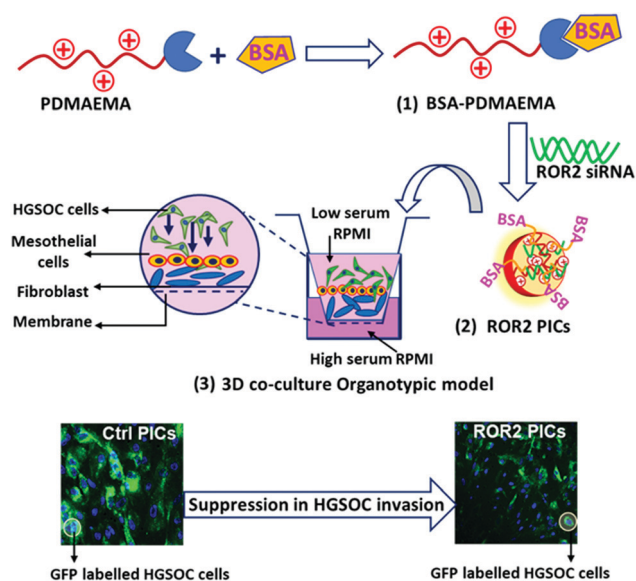 BSA
BSA
PDMAEMA
(1) BSA-PDMAEMA
ROR2 siRNA
HGSOC cells
Mesothelial
cells
Fibroblast
Membrane
Low serum
RPMI
High serum RPMI
BSA
BSA
BSA
BSA
(2) ROR2 PICs
(3) 3D co-culture Organotypic model
Ctrl PICs
ROR2 PICs
Suppression in HGSOC invasion
GFP labelled HGSOC cells
GFP labelled HGSOC cells